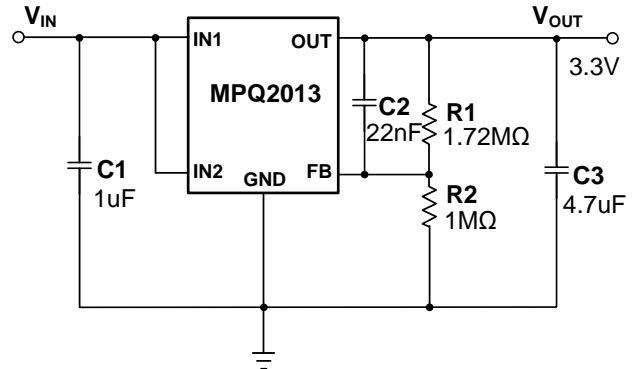 VIN
VOUT
IN1
OUT
3.3V
MPQ2013
C2
22nF
R1
1.72MΩ
C1
1uF
IN2
GND
FB
R2
1MΩ
C3
4.7uF